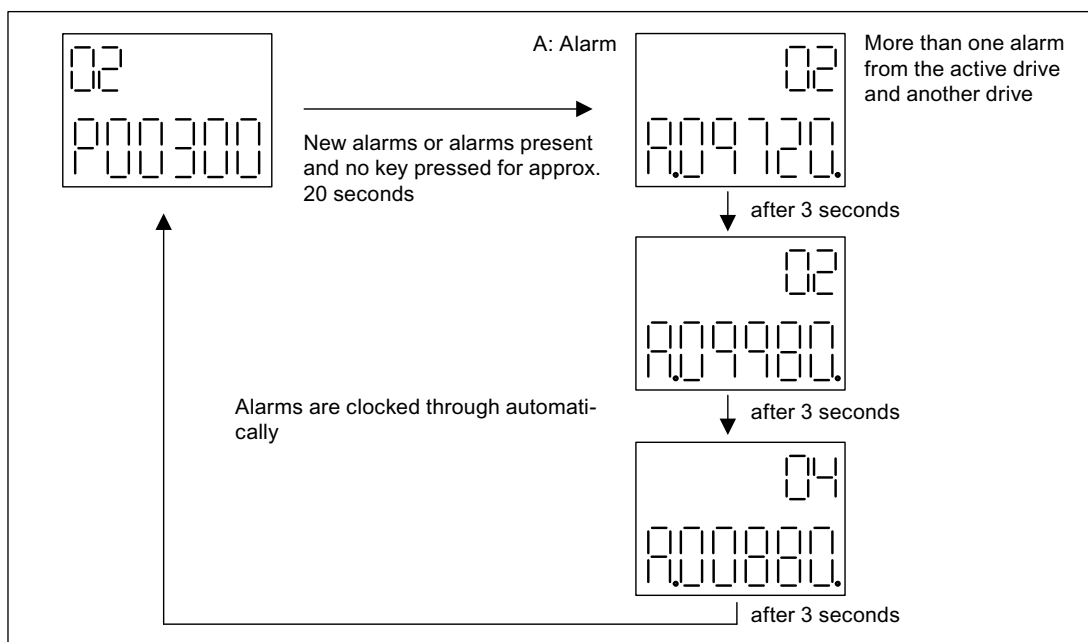 02
P00300
A: Alarm
New alarms or alarms present
and no key pressed for approx.
20 seconds
02
A.09720.
More than one alarm
from the active drive
and another drive
after 3 seconds
02
A.09980.
after 3 seconds
Alarms are clocked through automati-
cally
04
A.00880.
after 3 seconds